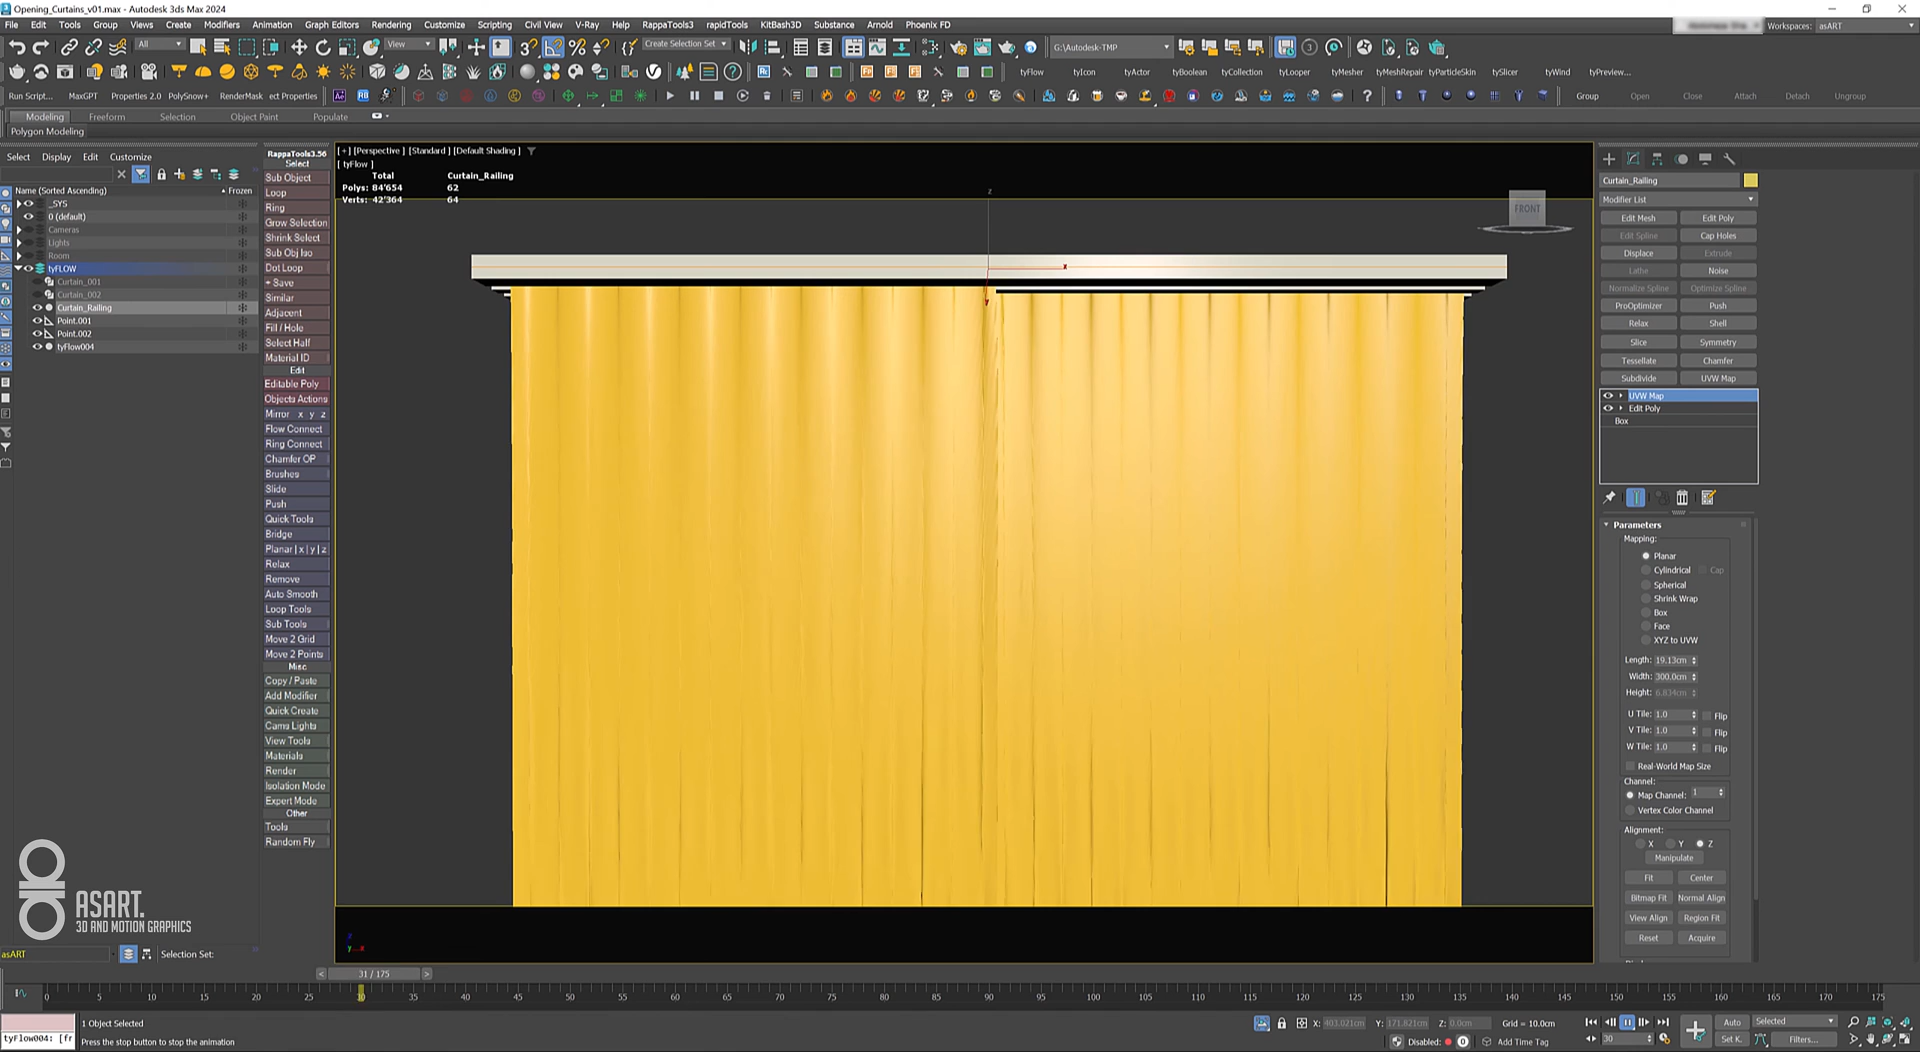 Opening_Curtains_v01.max - Autodesk 3ds Max 2024
File Edit Tools Group Views Create Modifiers Animation Graph Editors Rendering Customize Scripting Civil View V-Ray Help RappaTools3 rapidTools KitBash3D Substance Arnold Phoenix FD
Workspaces: asART
All
View
Create Selection Set
G:\Autodesk-TMP
tyFlow tyIcon tyActor tyBoolean tyCollection tyLooper tyMesher tyMeshRepair tyParticleSkin tySlicer tyWind tyPreview...
Run Script... MaxGPT Properties 2.0 PolySnow+ RenderMask ect Properties
Group Open Close Attach Detach Ungroup
Modeling Freeform Selection Object Paint Populate
Polygon Modeling
Select Display Edit Customize
Name (Sorted Ascending) Frozen
_SYS
0 (default)
Cameras
Lights
Room
tyFLOW
Curtain_001
Curtain_002
Curtain_Railing
Point.001
Point.002
tyFlow004
RappaTools3.56
Select
Sub Object
Loop
Ring
Grow Selection
Shrink Select
Sub Obj Iso
Dot Loop
+ Save
Similar
Adjacent
Fill / Hole
Select Half
Material ID
Edit
Editable Poly
Objects Actions
Mirror x y z
Flow Connect
Ring Connect
Chamfer OP
Brushes
Slide
Push
Quick Tools
Bridge
Planar | x | y | z
Relax
Remove
Auto Smooth
Loop Tools
Sub Tools
Move 2 Grid
Move 2 Points
Misc
Copy / Paste
Add Modifier
Quick Create
Cams Lights
View Tools
Materials
Render
Isolation Mode
Expert Mode
Other
Tools
Random Fly
[+] [Perspective ] [Standard ] [Default Shading ]
[ tyFlow ]
Total Curtain_Railing
Polys: 84'654 62
Verts: 42'364 64
z
x
FRONT
Curtain_Railing
Modifier List
Edit Mesh Edit Poly
Edit Spline Cap Holes
Displace Extrude
Lathe Noise
Normalize Spline Optimize Spline
ProOptimizer Push
Relax Shell
Slice Symmetry
Tessellate Chamfer
Subdivide UVW Map
UVW Map
Edit Poly
Box
Parameters
Mapping:
Planar
Cylindrical Cap
Spherical
Shrink Wrap
Box
Face
XYZ to UVW
Length: 19.13cm
Width: 300.0cm
Height: 6.834cm
U Tile: 1.0 Flip
V Tile: 1.0 Flip
W Tile: 1.0 Flip
Real-World Map Size
Channel:
Map Channel: 1
Vertex Color Channel
Alignment:
X Y Z
Manipulate
Fit Center
Bitmap Fit Normal Align
View Align Region Fit
Reset Acquire
ASART.
3D AND MOTION GRAPHICS
z
y x
asART
Selection Set:
< 31 / 175 >
0 5 10 15 20 25 30 35 40 45 50 55 60 65 70 75 80 85 90 95 100 105 110 115 120 125 130 135 140 145 150 155 160 165 170 175
tyFlow004: [fr
1 Object Selected
Press the stop button to stop the animation
X: 403.021cm Y: 171.821cm Z: 0.0cm Grid = 10.0cm
Disabled: 0 Add Time Tag
30
Auto Selected
Set K. Filters...